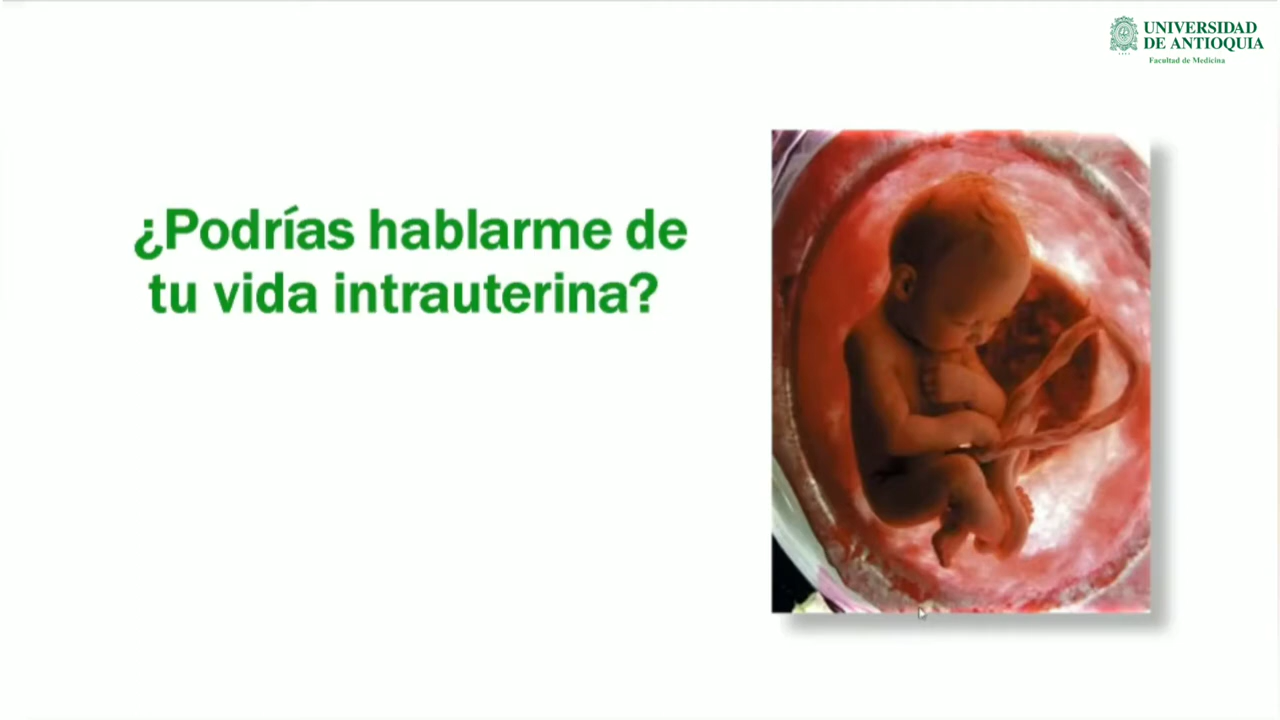 UNIVERSIDAD
DE ANTIOQUIA
Facultad de Medicina
¿Podrías hablarme de
tu vida intrauterina?